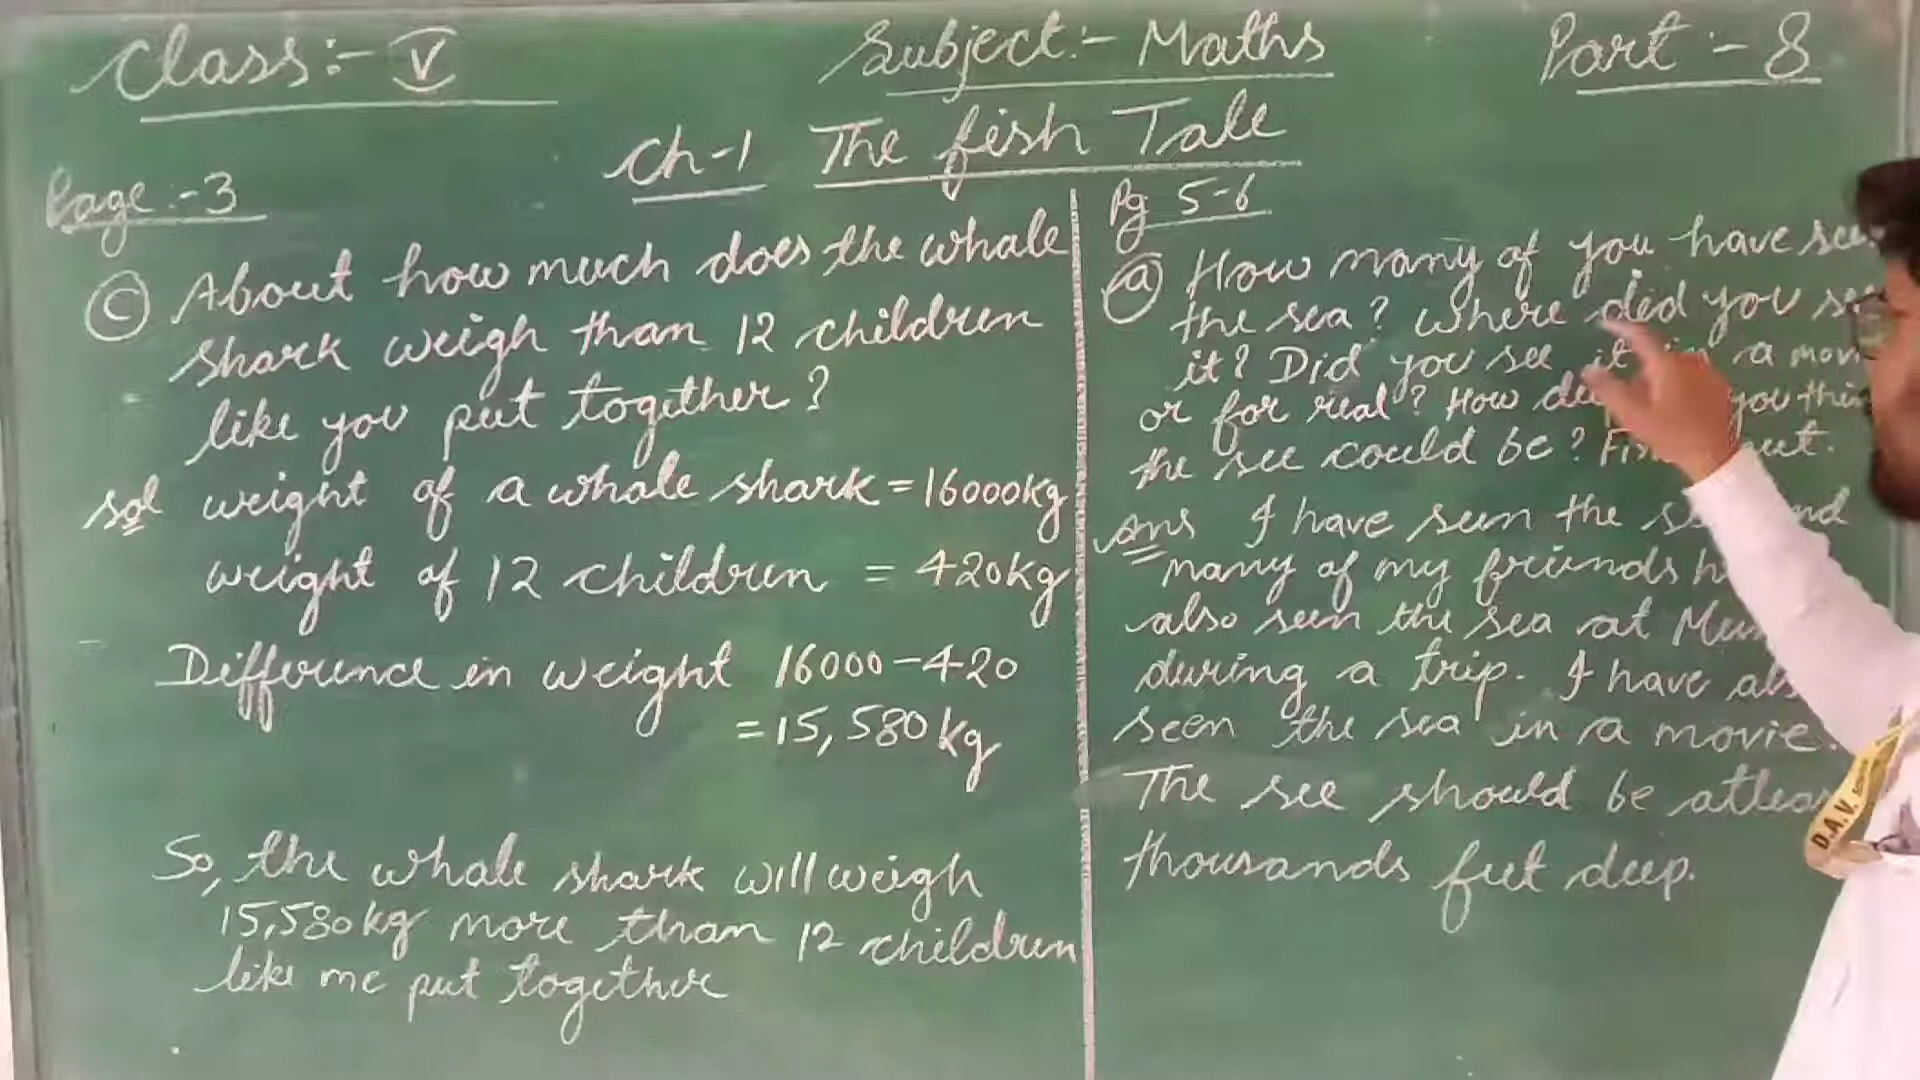 Class:- V
Subject:- Maths
Part:- 8
Ch-1 The fish Tale
Page:-3
(C) About how much does the whale
shark weigh than 12 children
like you put together?
Sol weight of a whale shark = 16000kg
weight of 12 children = 420kg
Difference in weight 16000-420
= 15,580kg
So, the whale shark will weigh
15,580kg more than 12 children
like me put together
Pg 5-6
(a) How many of you have
the sea? Where did you
it? Did you see it in a
or for real? How you
the see could be? out.
Ans I have seen the
many of my friends
also seen the sea at
during a trip. I have
seen the sea in a movie.
The see should be
thousands feet deep.
D.A.V.